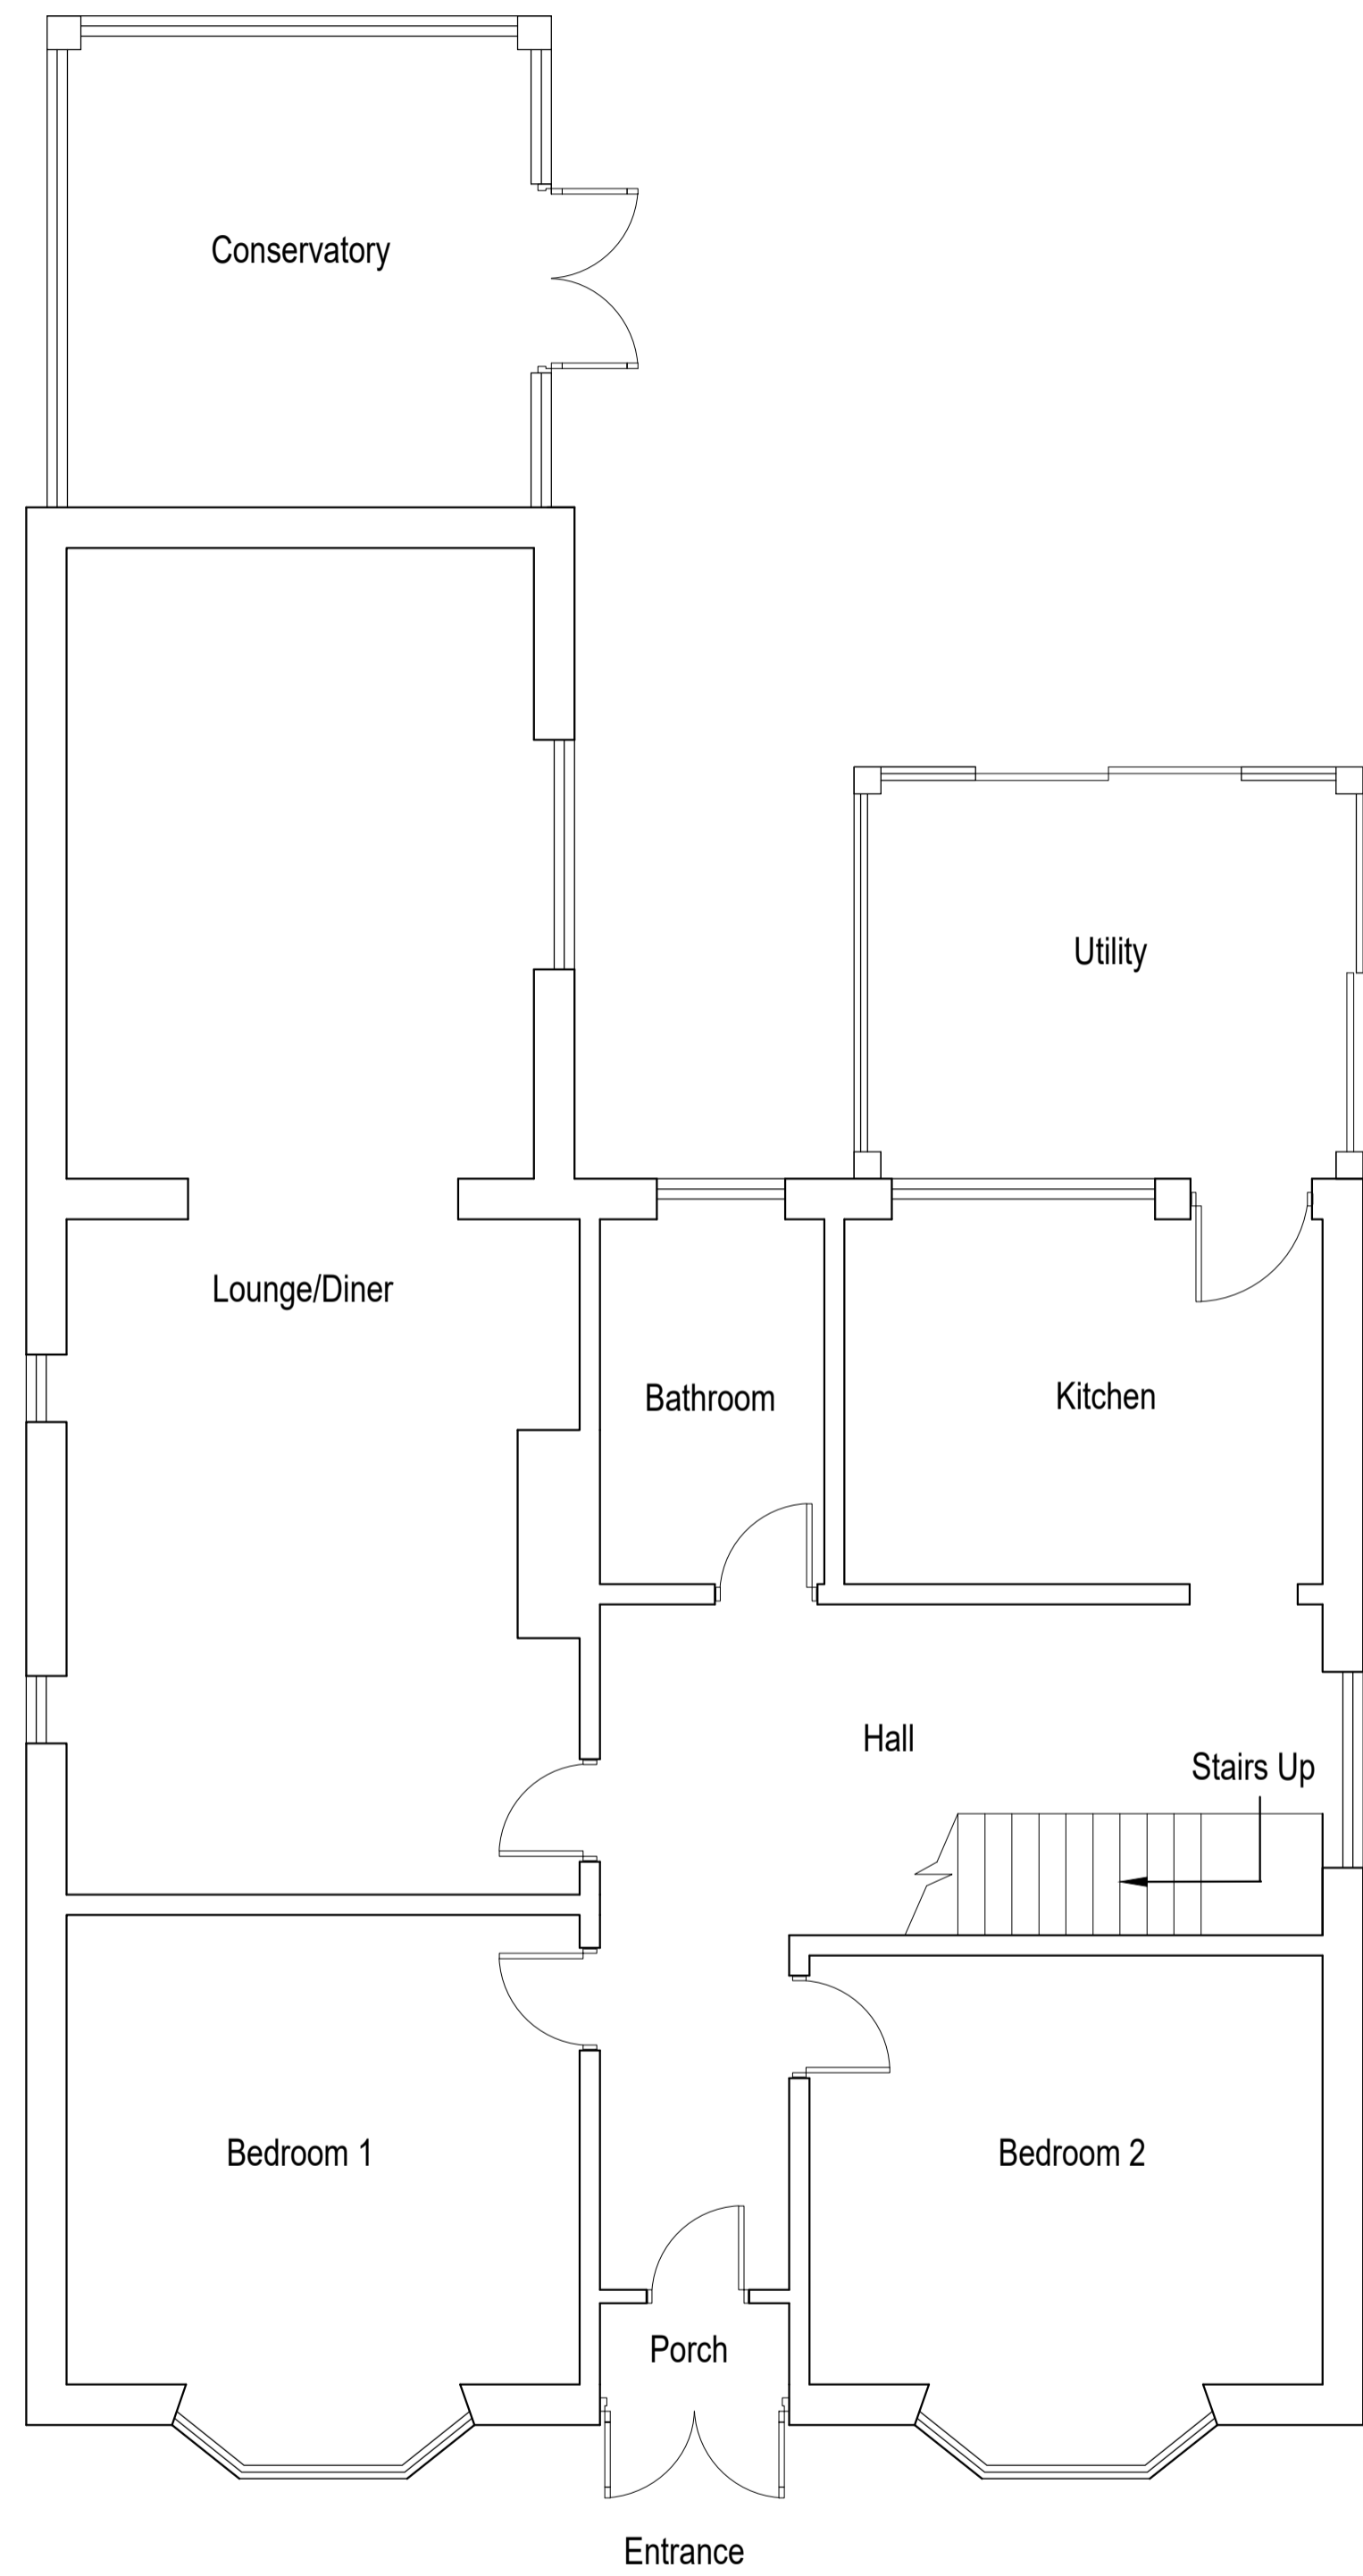 Conservatory
Utility
Lounge/Diner
Bathroom
Kitchen
Hall
Stairs Up
Bedroom 1
Bedroom 2
Porch
Entrance